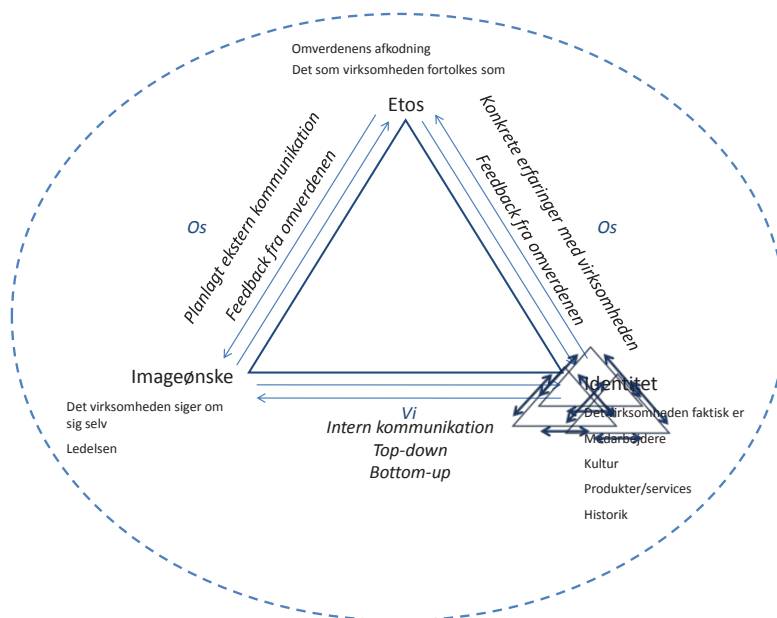 Omverdenens afkodning
Det som virksomheden fortolkes som
Etos
Planlagt ekstern kommunikation
Feedback fra omverdenen
Konkrete erfaringer med virksomheden
Feedback fra omverdenen
Os
Os
Imageønske
Det virksomheden siger om
sig selv
Ledelsen
Vi
Intern kommunikation
Top-down
Bottom-up
Identitet
Det virksomheden faktisk er
Medarbejdere
Kultur
Produkter/services
Historik